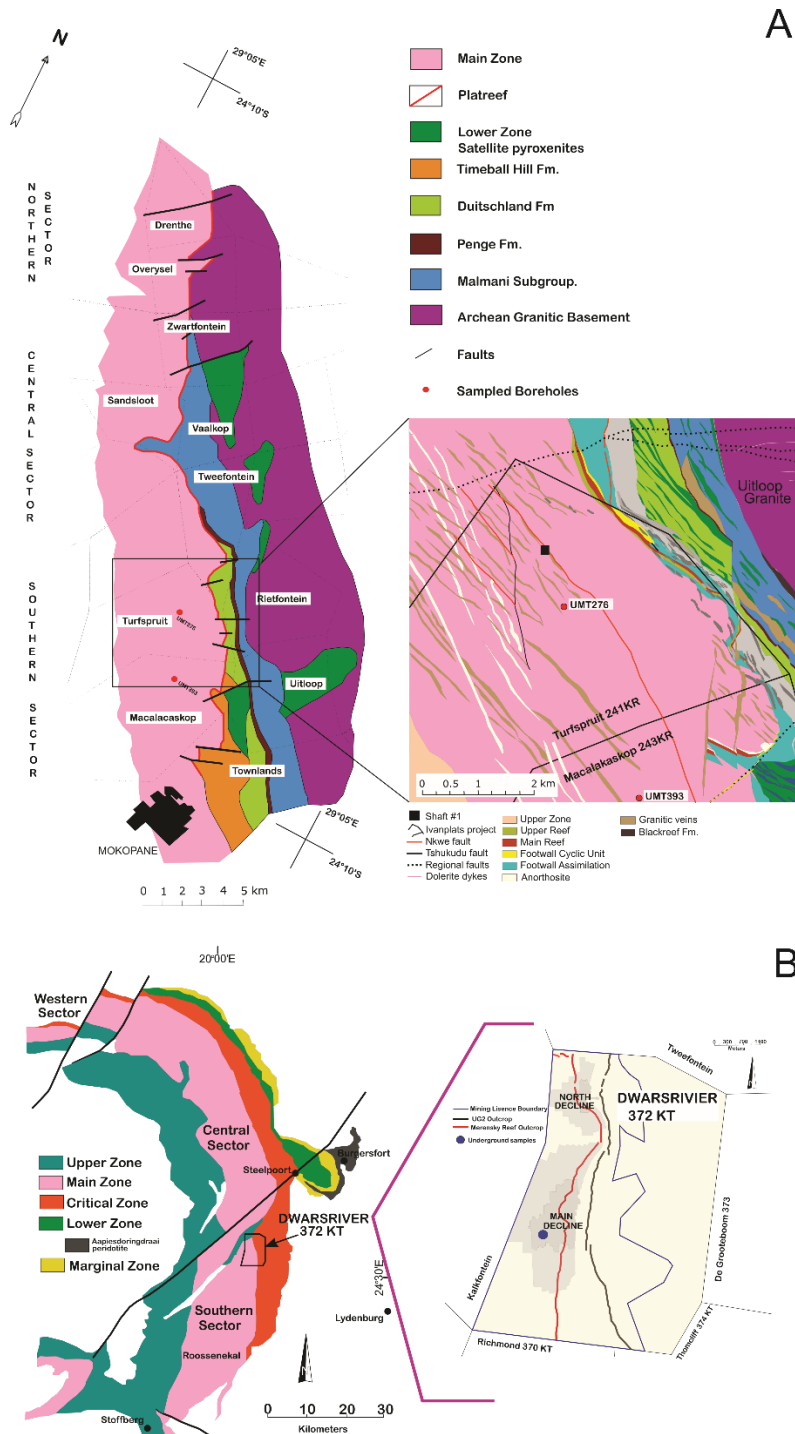 A
N
29°05'E
24°10'S
Main Zone
Platreef
Lower Zone
Satellite pyroxenites
Timeball Hill Fm.
Duitschland Fm
Penge Fm.
Malmani Subgroup.
Archean Granitic Basement
Faults
Sampled Boreholes
NORTHERN
SECTOR
CENTRAL SECTOR
SOUTHERN SECTOR
Drenthe
Overysel
Zwartfontein
Sandsloot
Vaalkop
Tweefontein
Rietfontein
Turfspruit
UMT276
Uitloop
Macalacaskop
Townlands
MOKOPANE
29°05'E
24°10'S
0 1 2 3 4 5 km
Uitloop
Granite
UMT276
Turfspruit 241KR
Macalakaskop 243KR
UMT393
0 0.5 1 2 km
Shaft #1
Ivanplats project
Nkwe fault
Tshukudu fault
Regional faults
Dolerite dykes
Upper Zone
Upper Reef
Main Reef
Footwall Cyclic Unit
Footwall Assimilation
Anorthosite
Granitic veins
Blackreef Fm.
B
20°00'E
Western
Sector
Central
Sector
Steelpoort
Burgersfort
DWARSRIVER
372 KT
24°30'E
Lydenburg
Southern
Sector
Roossenekal
Stoffberg
Upper Zone
Main Zone
Critical Zone
Lower Zone
Aapiesdoringdraai
peridotite
Marginal Zone
N
0 10 20 30
Kilometers
Mining Lisence Boundary
UG2 Outcrop
Merensky Reef Outcrop
Underground samples
Meters
Tweefontein
NORTH
DECLINE
DWARSRIVIER
372 KT
MAIN
DECLINE
Kalkfontein
De Grooteboom 373
Richmond 370 KT
Thorncliff 374 KT